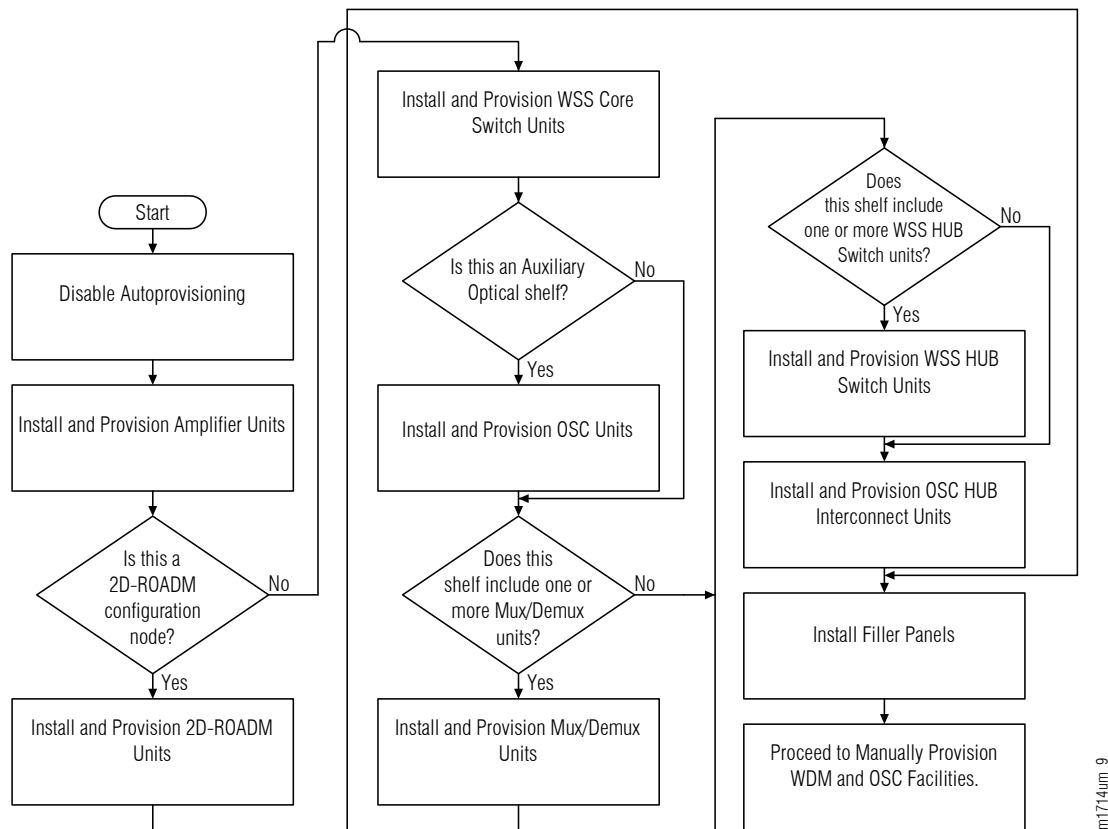 Start
Disable Autoprovisioning
Install and Provision Amplifier Units
Is this a
2D-ROADM
configuration
node?
No
Yes
Install and Provision 2D-ROADM
Units
Install and Provision WSS Core
Switch Units
Is this an Auxiliary
Optical shelf?
No
Yes
Install and Provision OSC Units
Does this
shelf include one or
more Mux/Demux
units?
No
Yes
Install and Provision Mux/Demux
Units
Does
this shelf include
one or more WSS HUB
Switch units?
No
Yes
Install and Provision WSS HUB
Switch Units
Install and Provision OSC HUB
Interconnect Units
Install Filler Panels
Proceed to Manually Provision
WDM and OSC Facilities.
m1714um_9